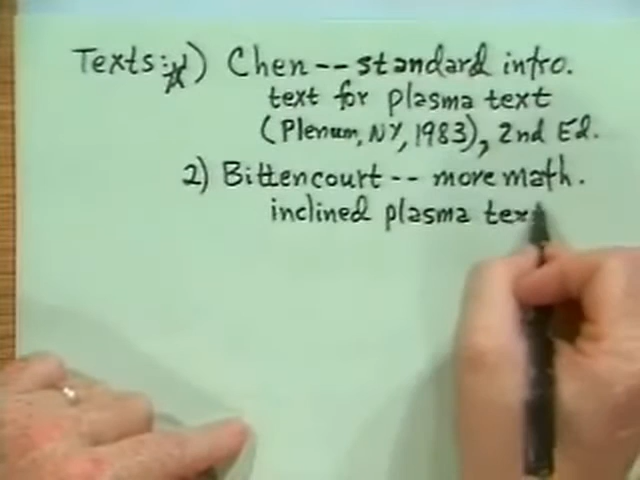 Texts: 1) Chen -- standard intro.
text for plasma text
(Plenum, NY, 1983), 2nd Ed.
2) Bittencourt -- more math.
inclined plasma tex